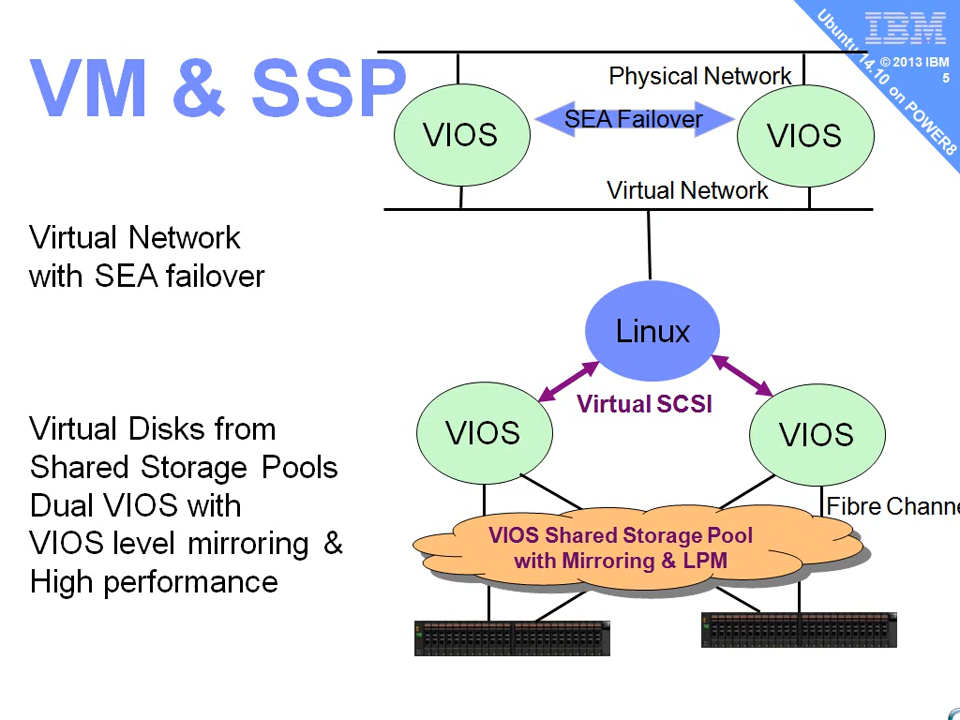 VM & SSP
Ubuntu 14.10 on POWER8
IBM
© 2013 IBM
5
Physical Network
VIOS
SEA Failover
VIOS
Virtual Network
Virtual Network
with SEA failover
Linux
Virtual SCSI
VIOS
VIOS
Virtual Disks from
Shared Storage Pools
Dual VIOS with
VIOS level mirroring &
High performance
Fibre Channe
VIOS Shared Storage Pool
with Mirroring & LPM